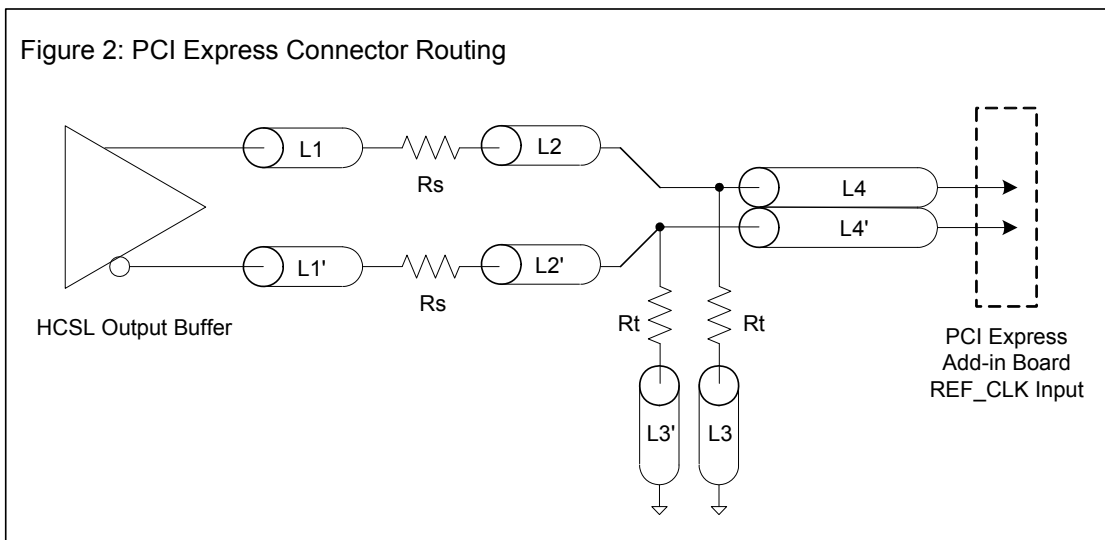 Figure 2: PCI Express Connector Routing
L1
Rs
L2
L4
L4'
L1'
Rs
L2'
HCSL Output Buffer
Rt
Rt
L3'
L3
PCI Express
Add-in Board
REF_CLK Input